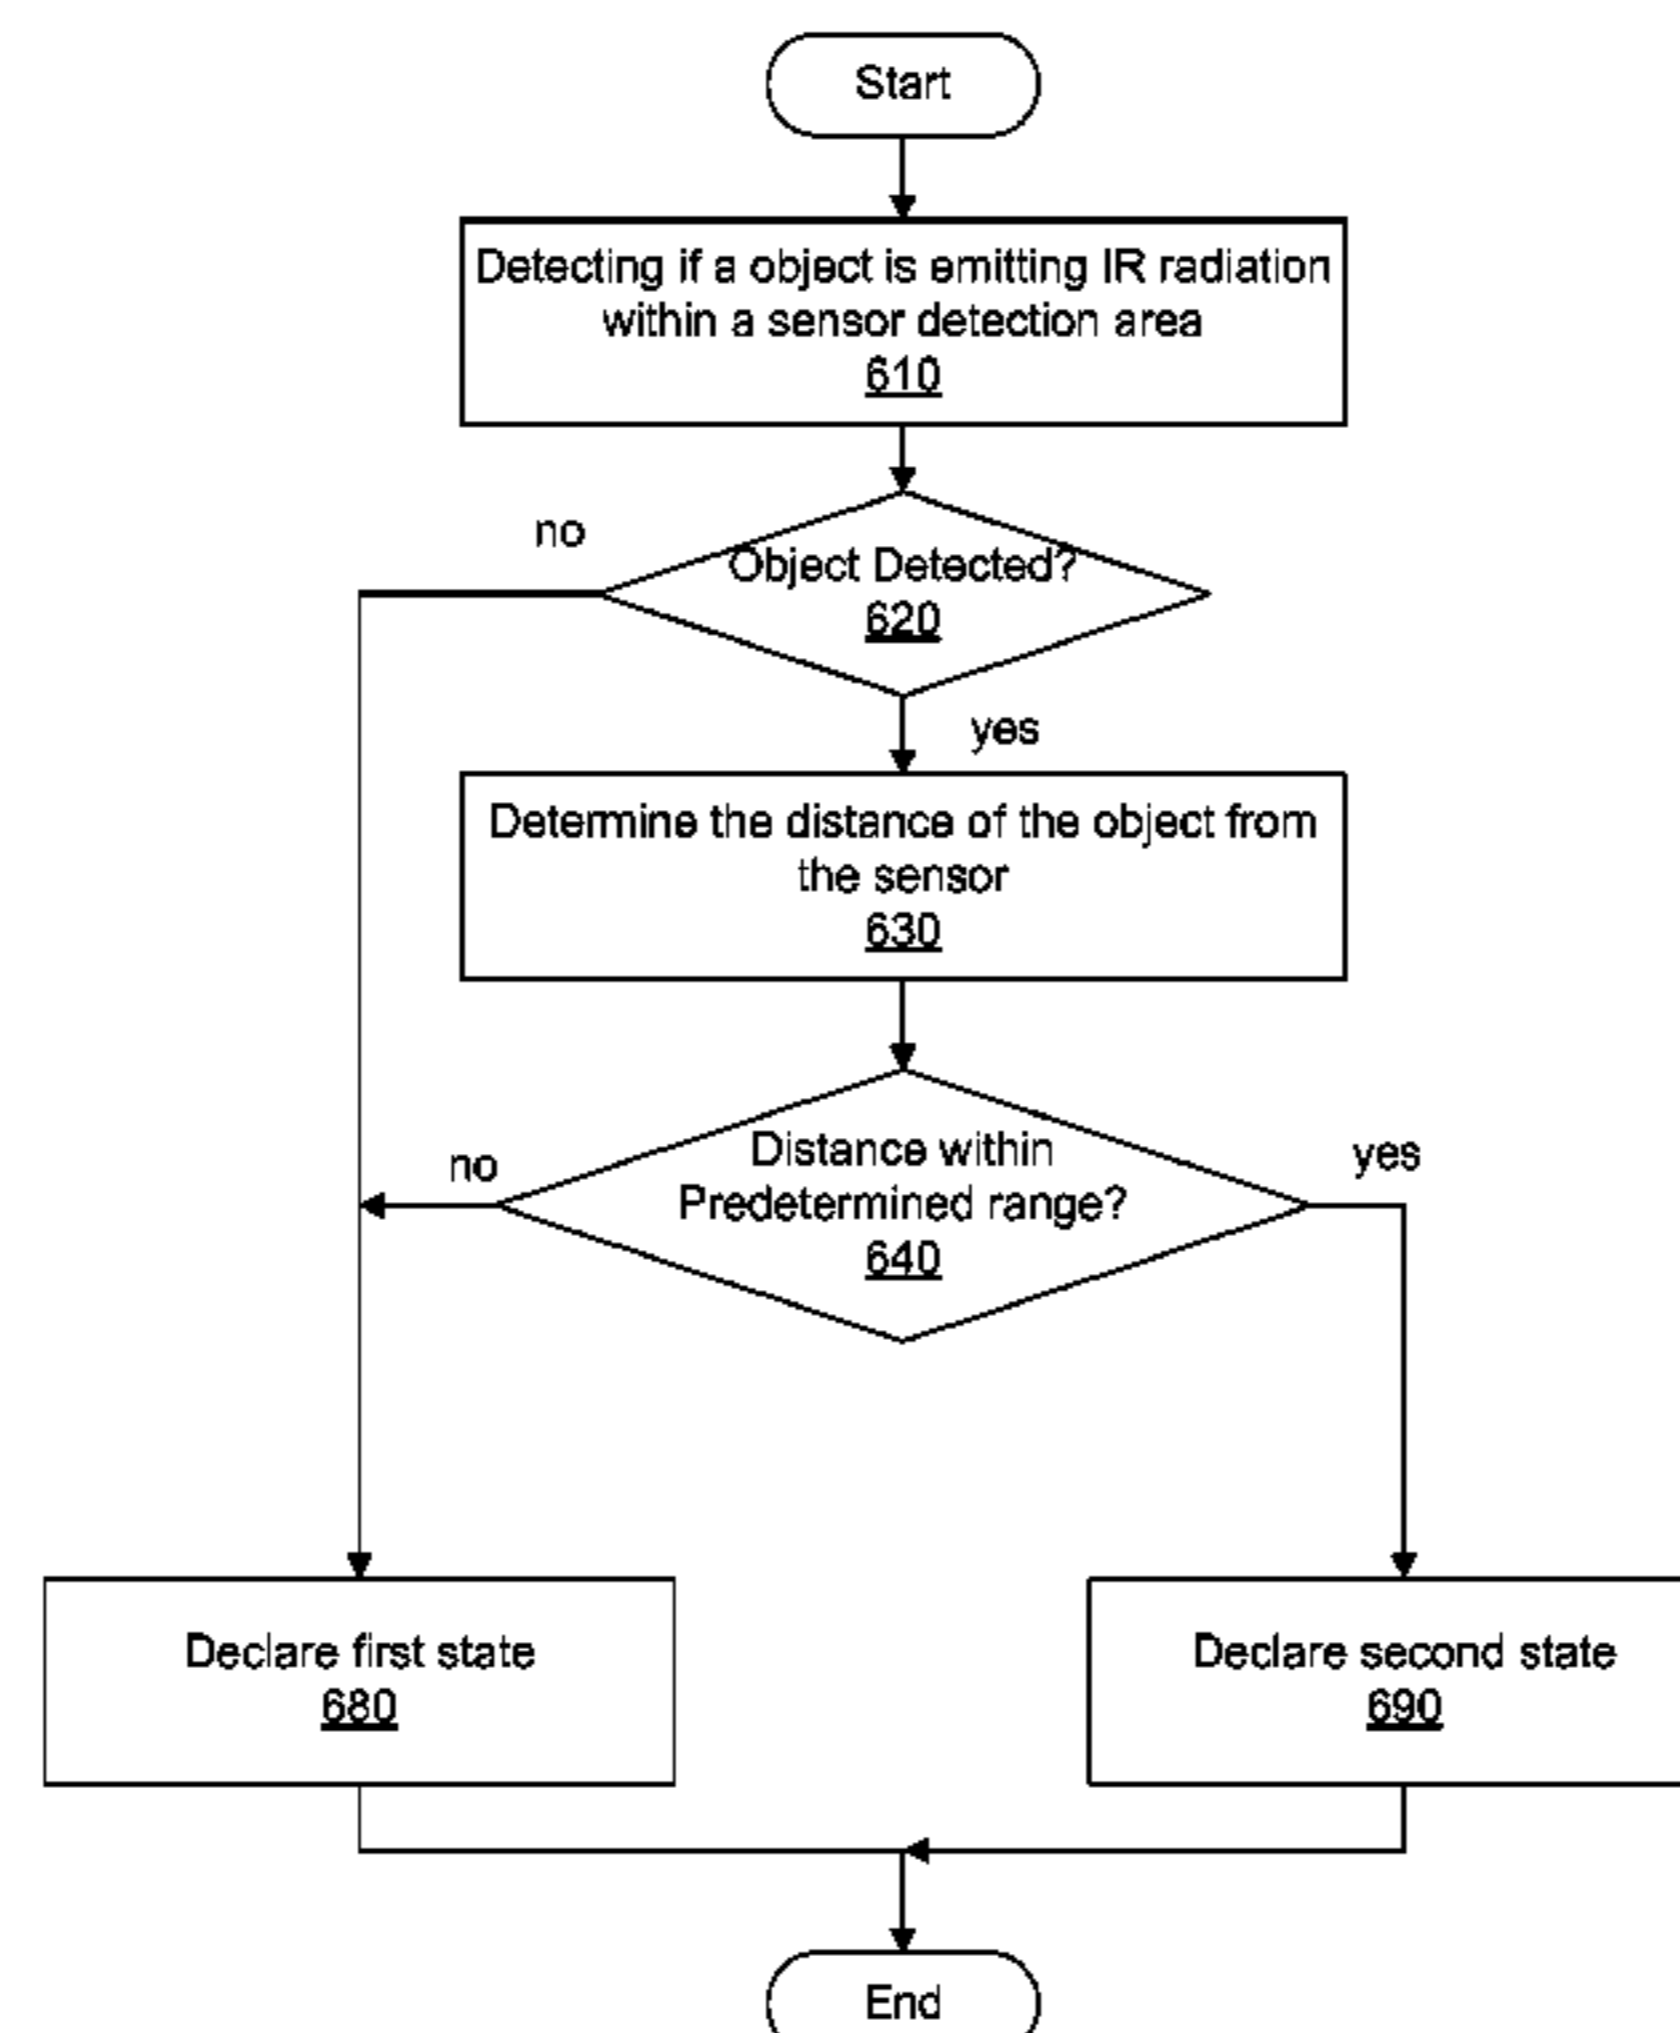 Start
Detecting if a object is emitting IR radiation
within a sensor detection area
610
no
Object Detected?
620
yes
Determine the distance of the object from
the sensor
630
no
Distance within
Predetermined range?
640
yes
Declare first state
680
Declare second state
690
End